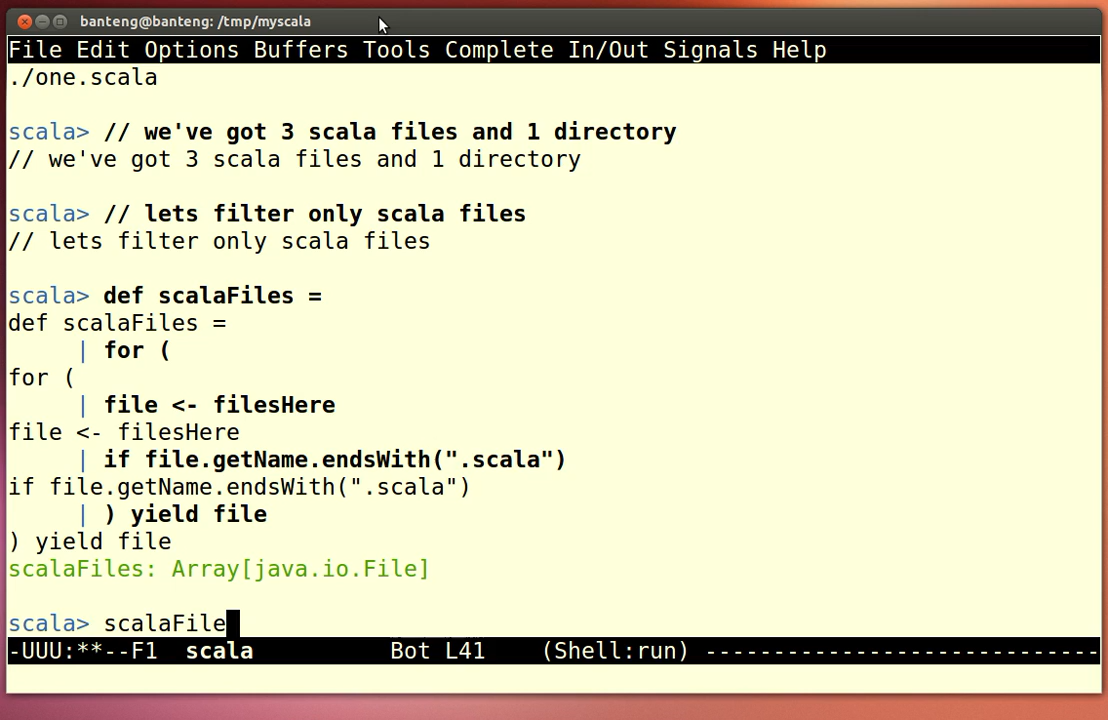 banteng@banteng: /tmp/myscala
File Edit Options Buffers Tools Complete In/Out Signals Help
./one.scala
scala> // we've got 3 scala files and 1 directory
// we've got 3 scala files and 1 directory
scala> // lets filter only scala files
// lets filter only scala files
scala> def scalaFiles =
def scalaFiles =
     | for (
for (
     | file <- filesHere
file <- filesHere
     | if file.getName.endsWith(".scala")
if file.getName.endsWith(".scala")
     | ) yield file
) yield file
scalaFiles: Array[java.io.File]
scala> scalaFile
-UUU:**--F1  scala          Bot L41    (Shell:run) -----------------------------